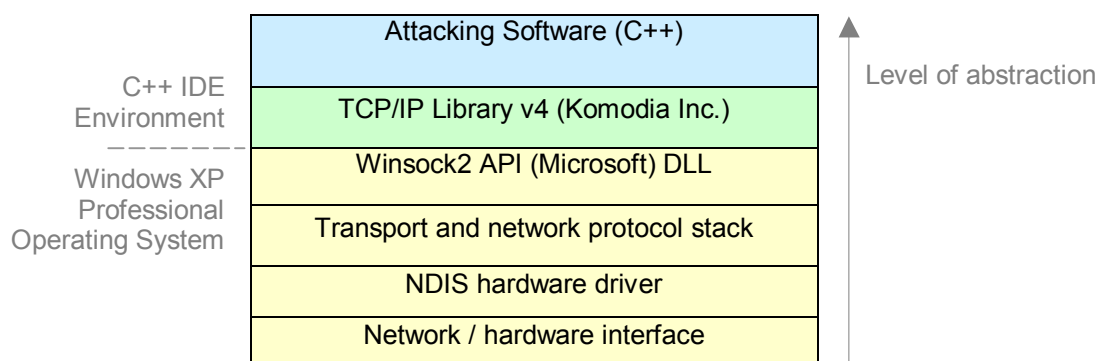 Attacking Software (C++)
Level of abstraction
C++ IDE
Environment
TCP/IP Library v4 (Komodia Inc.)
Winsock2 API (Microsoft) DLL
Windows XP
Professional
Operating System
Transport and network protocol stack
NDIS hardware driver
Network / hardware interface